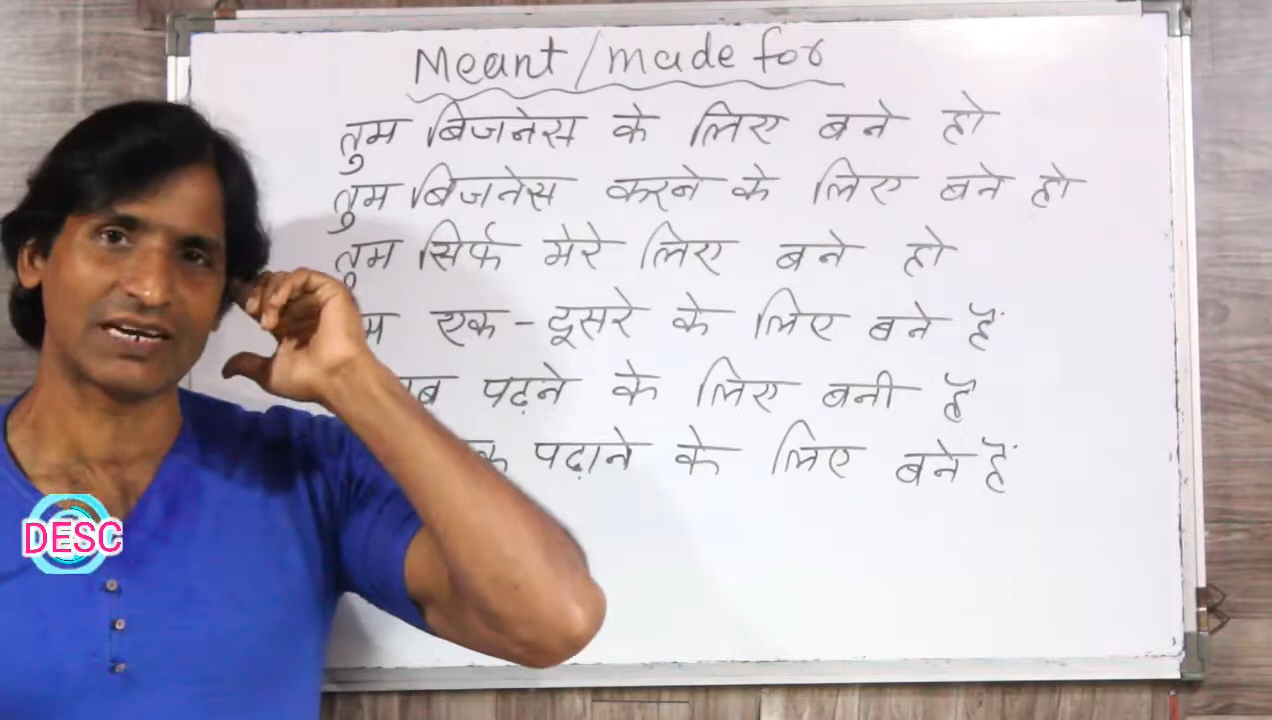 Meant/made for
तुम बिजनेस के लिए बने हो
तुम बिजनेस करने के लिए बने हो
तुम सिर्फ मेरे लिए बने हो
एक-दूसरे के लिए बने हैं
पढ़ने के लिए बनी है
पढ़ाने के लिए बने हैं
DESC